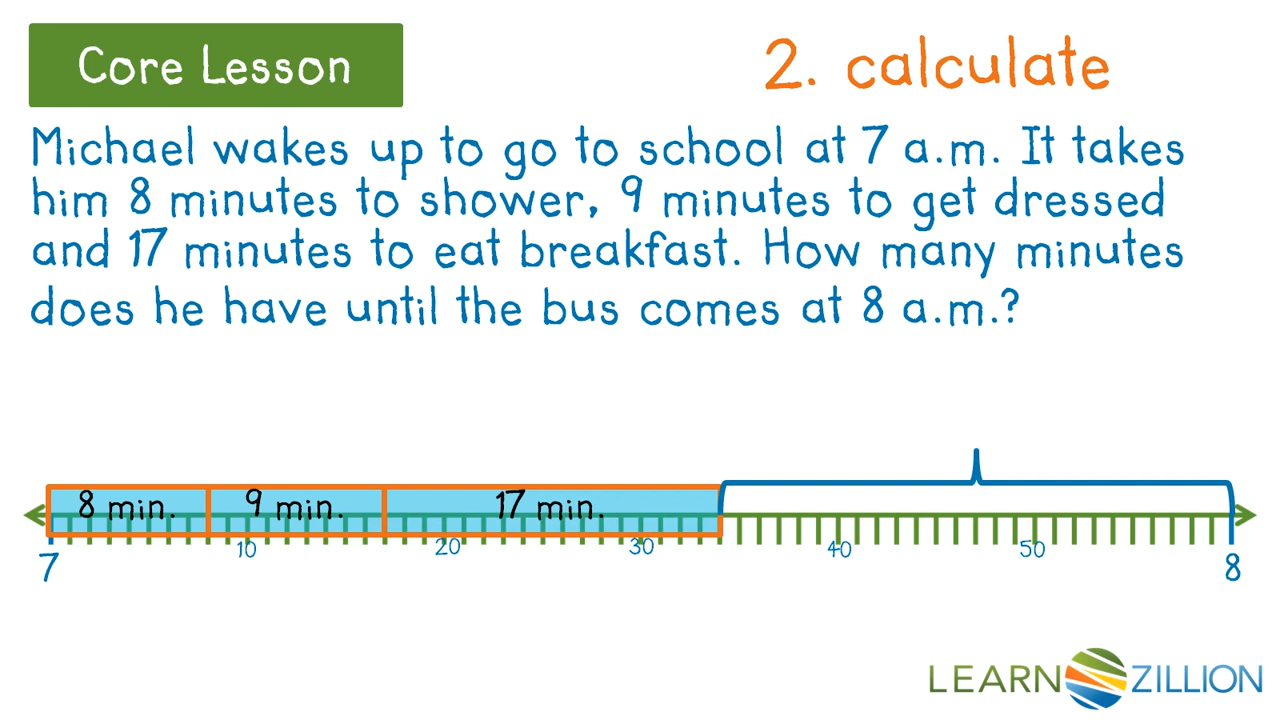 Core Lesson
2. calculate
Michael wakes up to go to school at 7 a.m. It takes
him 8 minutes to shower, 9 minutes to get dressed
and 17 minutes to eat breakfast. How many minutes
does he have until the bus comes at 8 a.m.?
8 min. 9 min. 17 min.
10 20 30 40 50
7 8
LEARN ZILLION